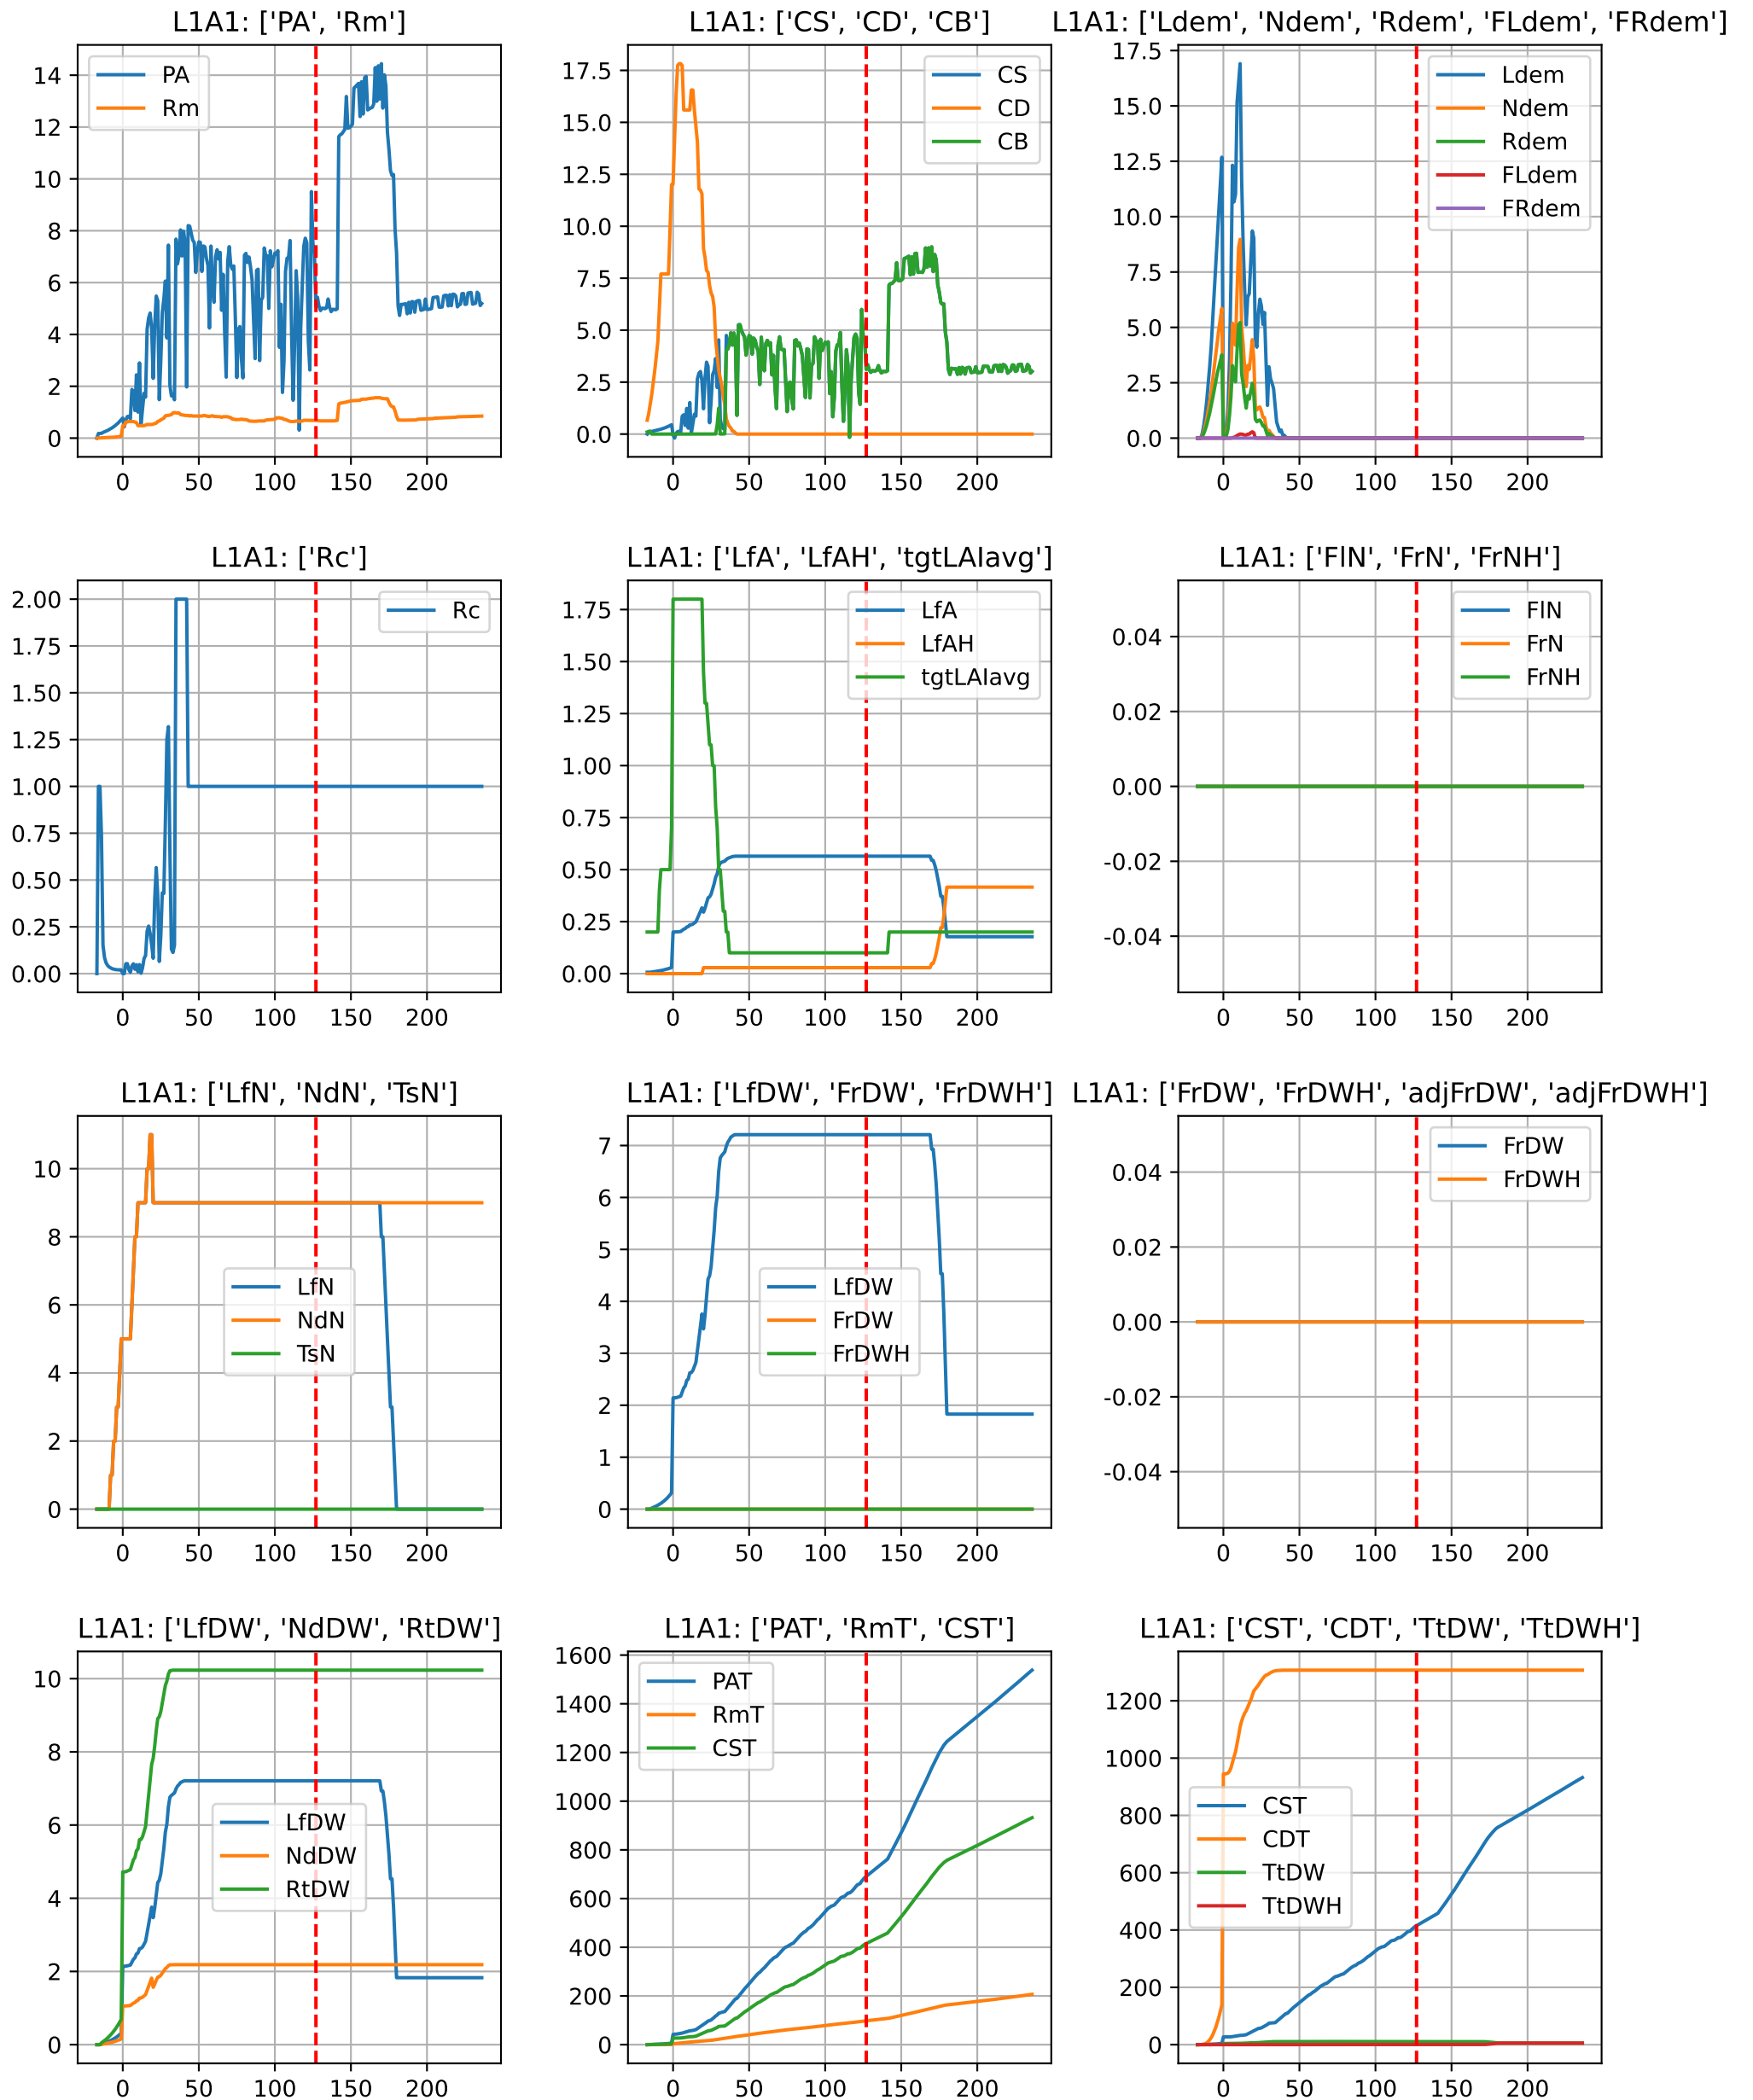 L1A1: ['PA', 'Rm']
14
12
10
8
6
4
2
0
0 50 100 150 200
PA
Rm
L1A1: ['CS', 'CD', 'CB']
17.5
15.0
12.5
10.0
7.5
5.0
2.5
0.0
0 50 100 150 200
CS
CD
CB
L1A1: ['Ldem', 'Ndem', 'Rdem', 'FLdem', 'FRdem']
17.5
15.0
12.5
10.0
7.5
5.0
2.5
0.0
0 50 100 150 200
Ldem
Ndem
Rdem
FLdem
FRdem
L1A1: ['Rc']
2.00
1.75
1.50
1.25
1.00
0.75
0.50
0.25
0.00
0 50 100 150 200
Rc
L1A1: ['LfA', 'LfAH', 'tgtLAIavg']
1.75
1.50
1.25
1.00
0.75
0.50
0.25
0.00
0 50 100 150 200
LfA
LfAH
tgtLAIavg
L1A1: ['FlN', 'FrN', 'FrNH']
0.04
0.02
0.00
-0.02
-0.04
0 50 100 150 200
FlN
FrN
FrNH
L1A1: ['LfN', 'NdN', 'TsN']
10
8
6
4
2
0
0 50 100 150 200
LfN
NdN
TsN
L1A1: ['LfDW', 'FrDW', 'FrDWH']
7
6
5
4
3
2
1
0
0 50 100 150 200
LfDW
FrDW
FrDWH
L1A1: ['FrDW', 'FrDWH', 'adjFrDW', 'adjFrDWH']
0.04
0.02
0.00
-0.02
-0.04
0 50 100 150 200
FrDW
FrDWH
L1A1: ['LfDW', 'NdDW', 'RtDW']
10
8
6
4
2
0
0 50 100 150 200
LfDW
NdDW
RtDW
L1A1: ['PAT', 'RmT', 'CST']
1600
1400
1200
1000
800
600
400
200
0
0 50 100 150 200
PAT
RmT
CST
L1A1: ['CST', 'CDT', 'TtDW', 'TtDWH']
1200
1000
800
600
400
200
0
0 50 100 150 200
CST
CDT
TtDW
TtDWH